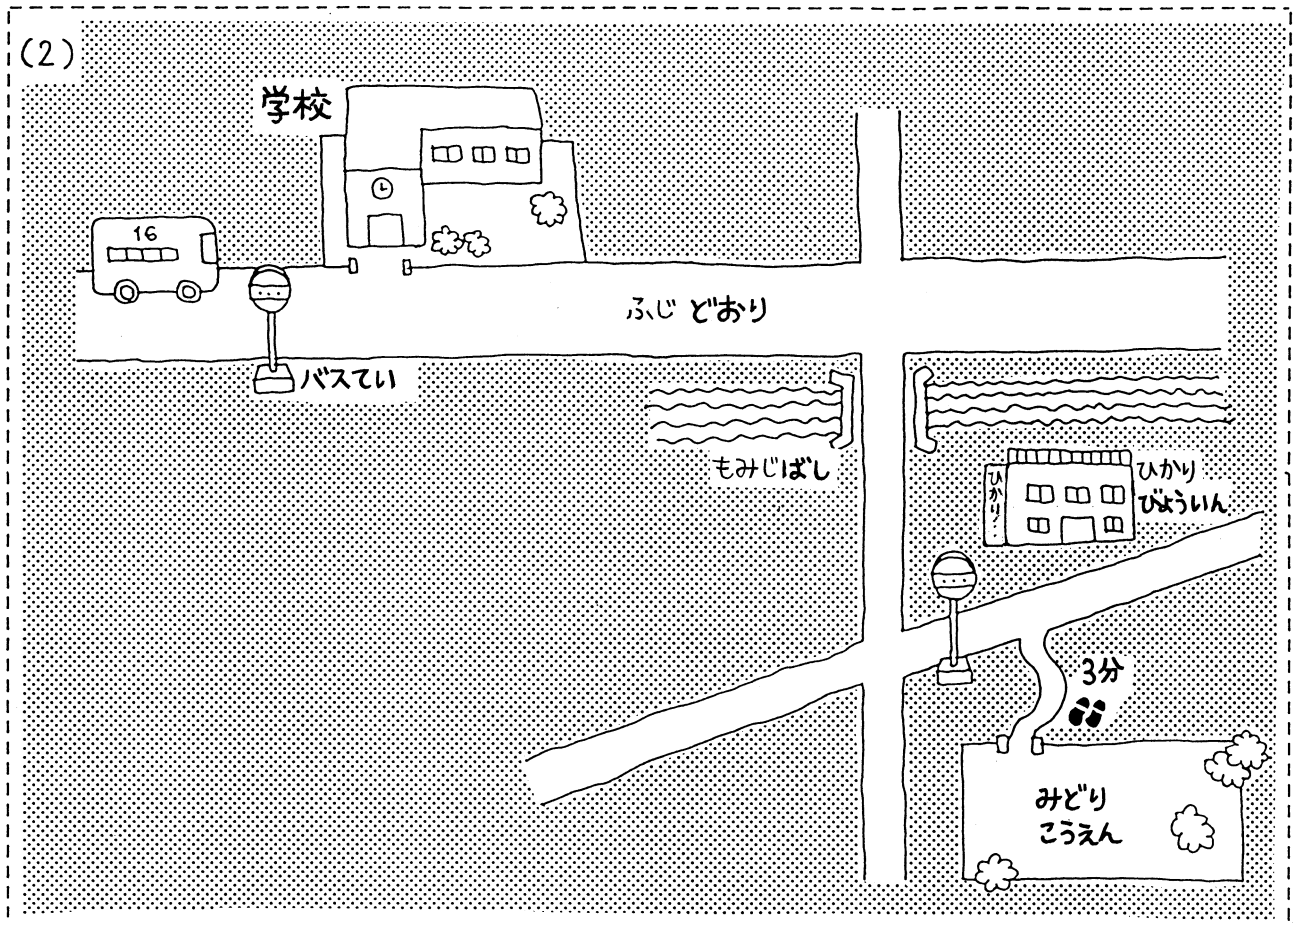 (2)
学校
16
ふじ どおり
バスてい
もみじばし
ひかり‥
ひかり
びょういん
3分
みどり
こうえん